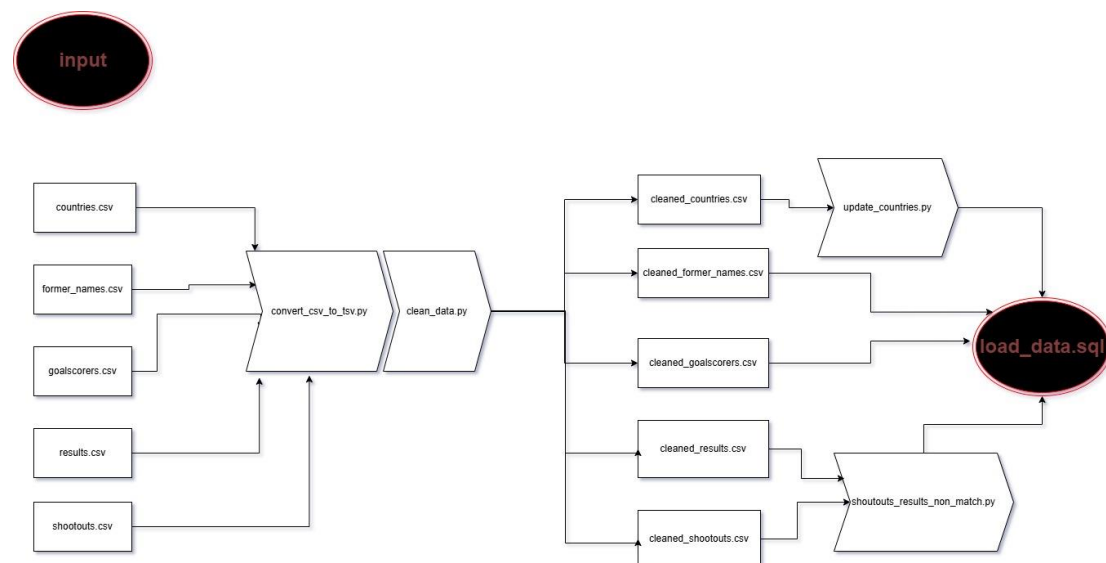 input
countries.csv
former_names.csv
goalscorers.csv
results.csv
shootouts.csv
convert_csv_to_tsv.py
clean_data.py
cleaned_countries.csv
cleaned_former_names.csv
cleaned_goalscorers.csv
cleaned_results.csv
cleaned_shootouts.csv
update_countries.py
shoutouts_results_non_match.py
load_data.sql